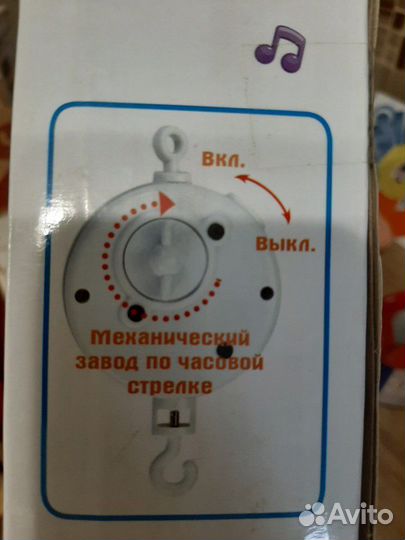 Вкл.
Выкл.
Механический
завод по часовой
стрелке
Avito